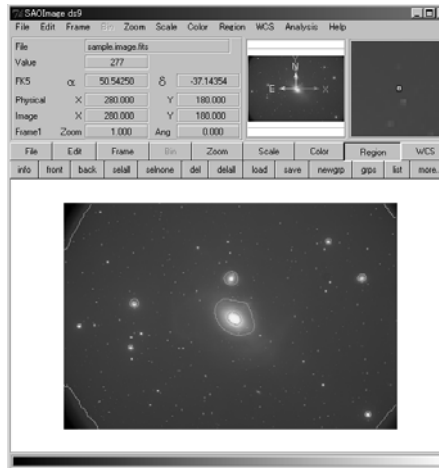 SAOImage ds9
File Edit Frame Bin Zoom Scale Color Region WCS Analysis Help
File sample.image.fits
Value 277
FK5 α 50.54250 δ -37.14354
Physical X 280.000 Y 180.000
Image X 280.000 Y 180.000
Frame1 Zoom 1.000 Ang 0.000
N
E X
File Edit Frame Bin Zoom Scale Color Region WCS
info front back selall selnone del delall load save newgrp grps list more..